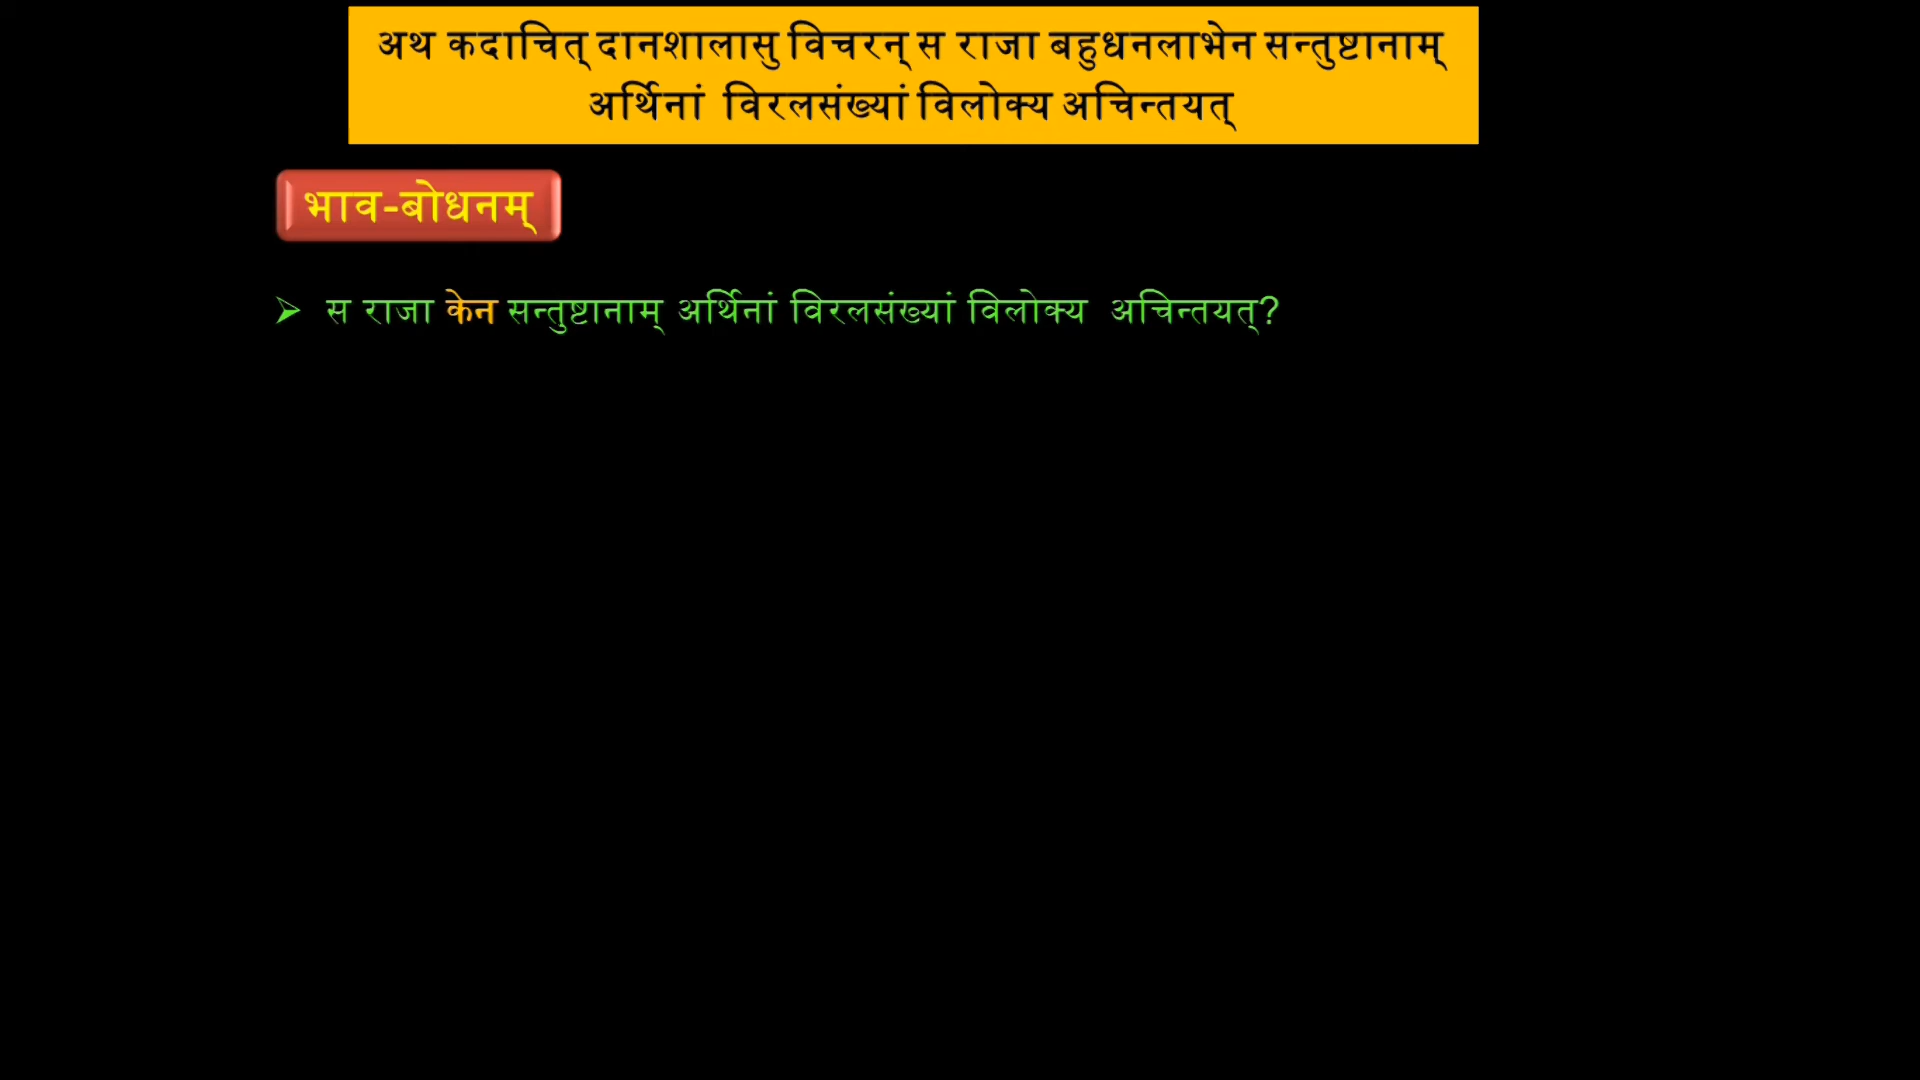 अथ कदाचित् दानशालासु विचरन् स राजा बहुधनलाभेन सन्तुष्टानाम्
अर्थिनां विरलसंख्यां विलोक्य अचिन्तयत्
भाव-बोधनम्
➢ स राजा केन सन्तुष्टानाम् अर्थिनां विरलसंख्यां विलोक्य अचिन्तयत्?